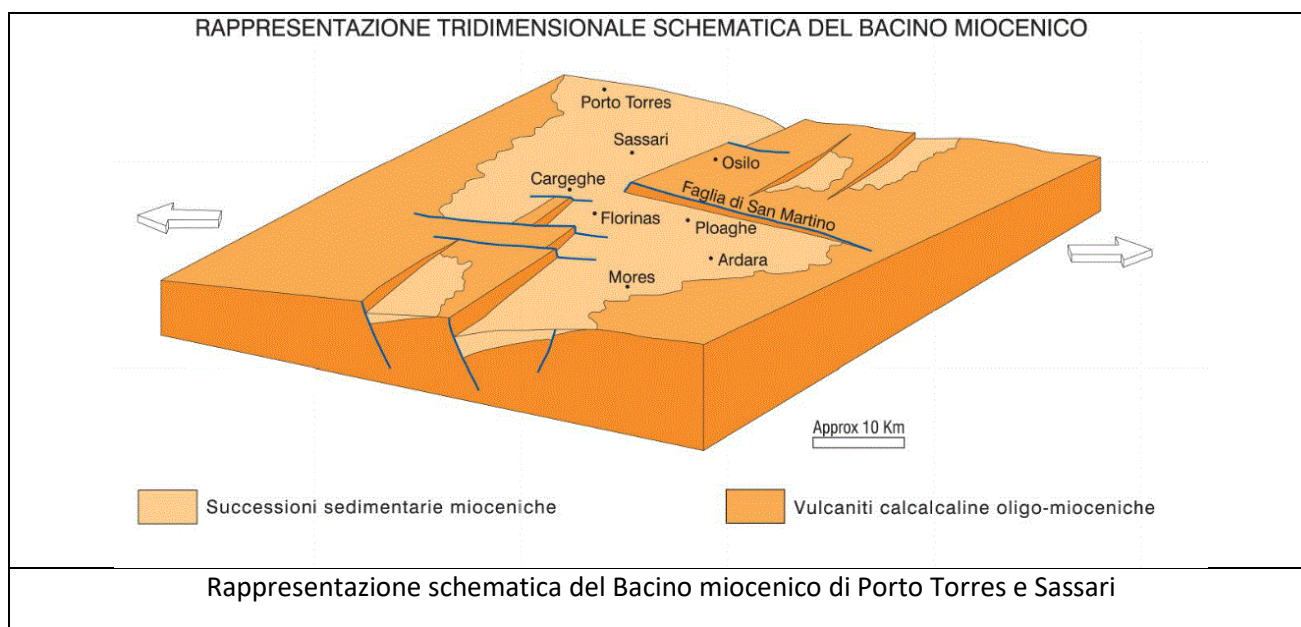 RAPPRESENTAZIONE TRIDIMENSIONALE SCHEMATICA DEL BACINO MIOCENICO
Porto Torres
Sassari
Osilo
Cargeghe
Faglia di San Martino
Florinas
Ploaghe
Ardara
Mores
Approx 10 Km
Successioni sedimentarie mioceniche
Vulcaniti calcalcaline oligo-mioceniche
Rappresentazione schematica del Bacino miocenico di Porto Torres e Sassari